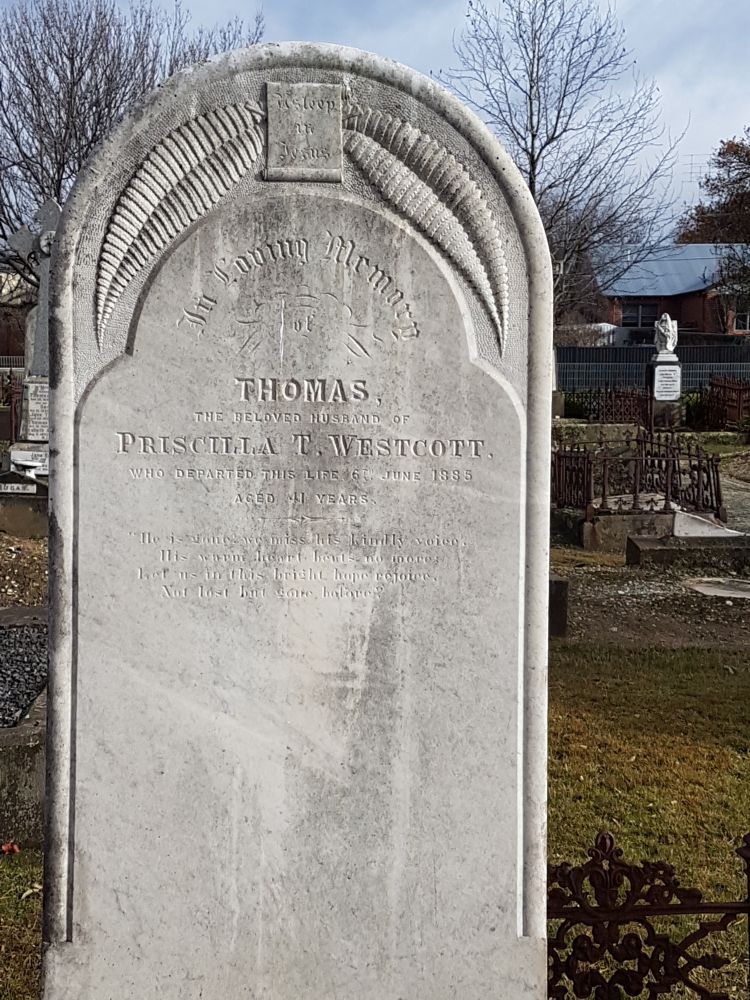 Asleep
in
Jesus
In Loving Memory
of
THOMAS,
THE BELOVED HUSBAND OF
PRISCILLA T. WESTCOTT,
WHO DEPARTED THIS LIFE 6TH JUNE 1885
AGED 41 YEARS.
"He is gone; we miss his kindly voice,
His warm heart beats no more;
Let us in this bright hope rejoice,
Not lost but gone before."